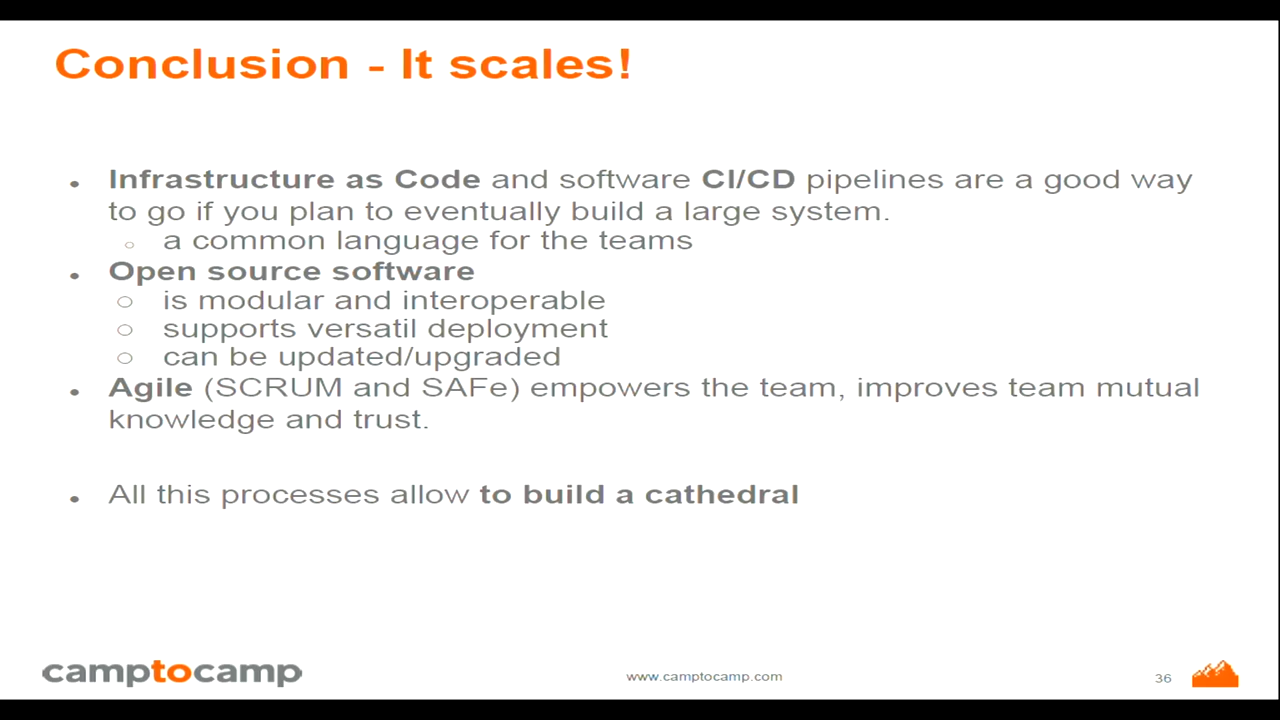 Conclusion - It scales!
Infrastructure as Code and software CI/CD pipelines are a good way
to go if you plan to eventually build a large system.
a common language for the teams
Open source software
is modular and interoperable
supports versatil deployment
can be updated/upgraded
Agile (SCRUM and SAFe) empowers the team, improves team mutual
knowledge and trust.
All this processes allow to build a cathedral
camptocamp
www.camptocamp.com
36